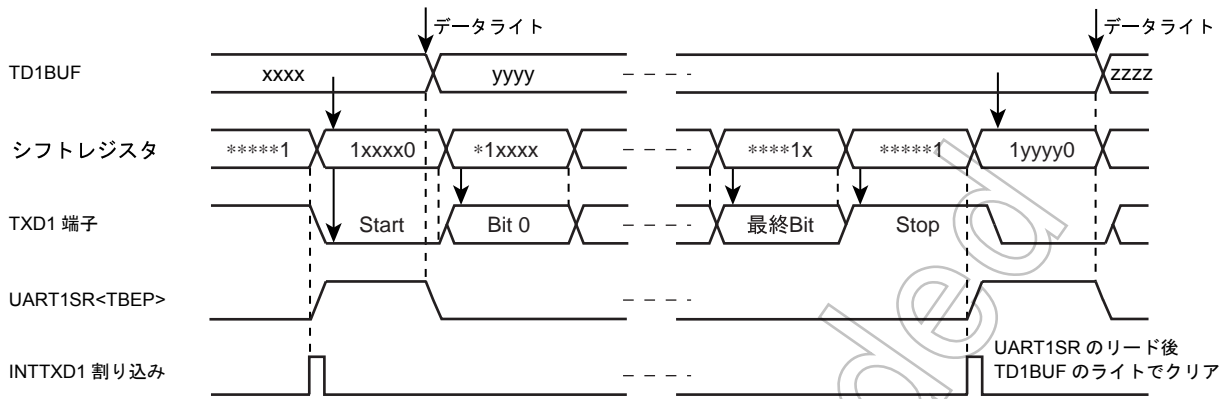 データライト データライト
TD1BUF xxxx yyyy zzzz
シフトレジスタ *****1 1xxxx0 *1xxxx ****1x *****1 1yyyy0
TXD1 端子 Start Bit 0 最終Bit Stop
UART1SR<TBEP>
INTTXD1 割り込み
UART1SR のリード後
TD1BUF のライトでクリア